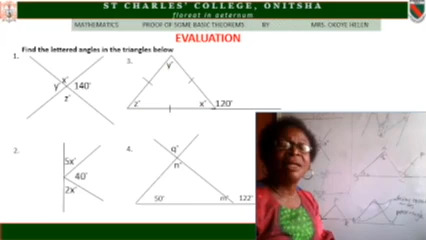 ST CHARLES' COLLEGE, ONITSHA
floreat in aeternum
MATHEMATICS PROOF OF SOME BASIC THEOREMS BY MRS. OKOYE HELEN
EVALUATION
Find the lettered angles in the triangles below
1.
x°
y°
140°
z°
3.
y°
z°
x°
120°
2.
5x°
40°
2x°
4.
q°
n°
50°
m°
122°